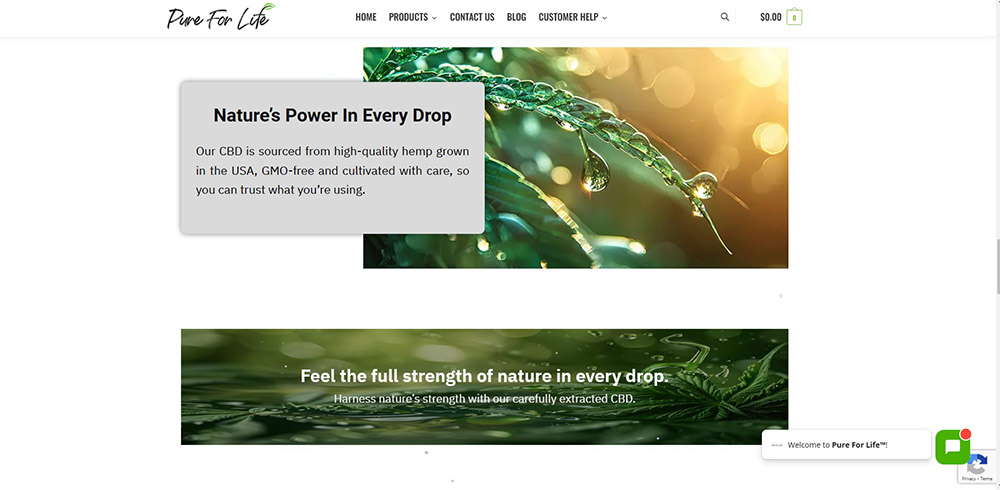 Pure For Life
HOME PRODUCTS CONTACT US BLOG CUSTOMER HELP
$0.00 0
Nature's Power In Every Drop
Our CBD is sourced from high-quality hemp grown
in the USA, GMO-free and cultivated with care, so
you can trust what you're using.
Feel the full strength of nature in every drop.
Harness nature's strength with our carefully extracted CBD.
Welcome to Pure For Life™!
Privacy - Terms